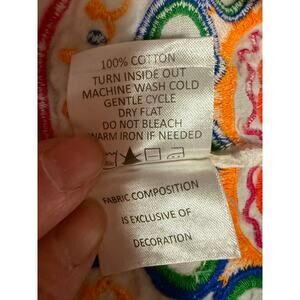 100% COTTON
TURN INSIDE OUT
MACHINE WASH COLD
GENTLE CYCLE
DRY FLAT
DO NOT BLEACH
WARM IRON IF NEEDED
FABRIC COMPOSITION
IS EXCLUSIVE OF
DECORATION